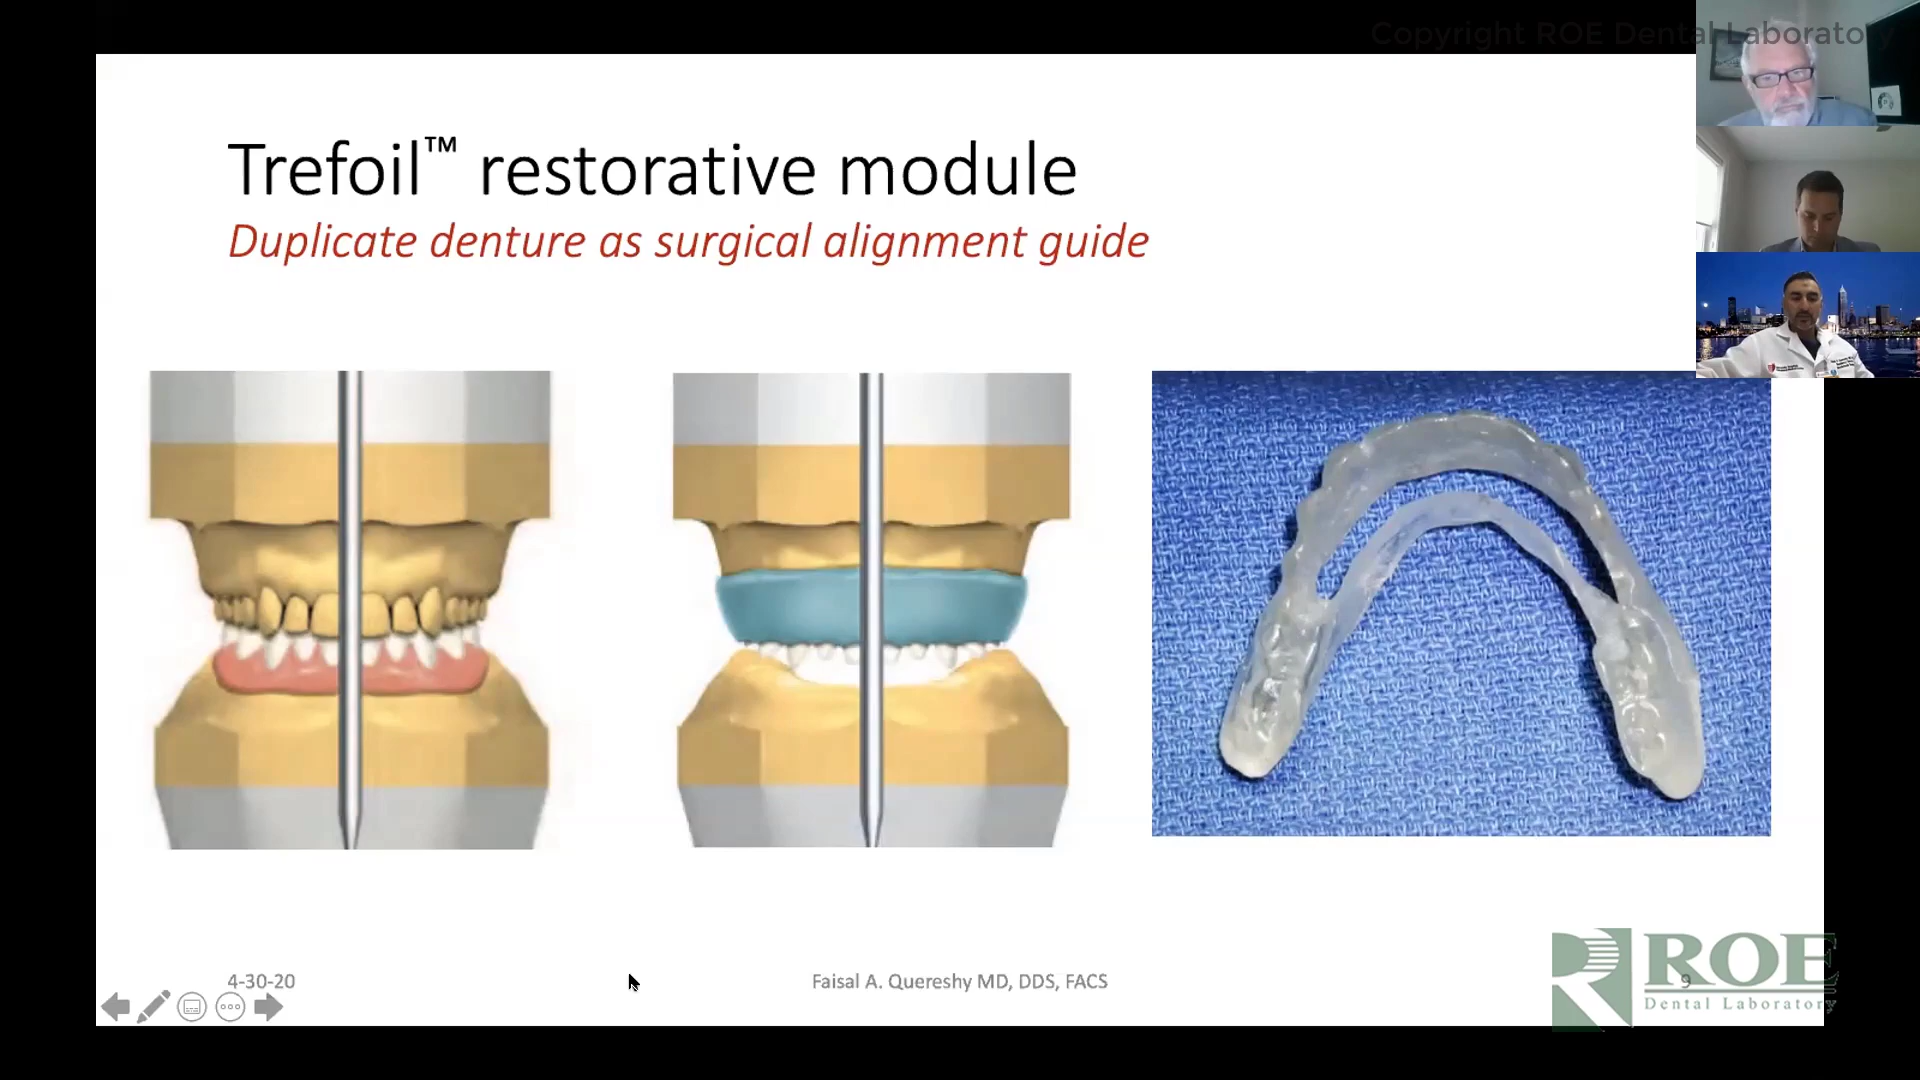 Copyright ROE Dental Laboratory
Trefoil™ restorative module
Duplicate denture as surgical alignment guide
4-30-20
Faisal A. Quereshy MD, DDS, FACS
9
ROE
Dental Laboratory